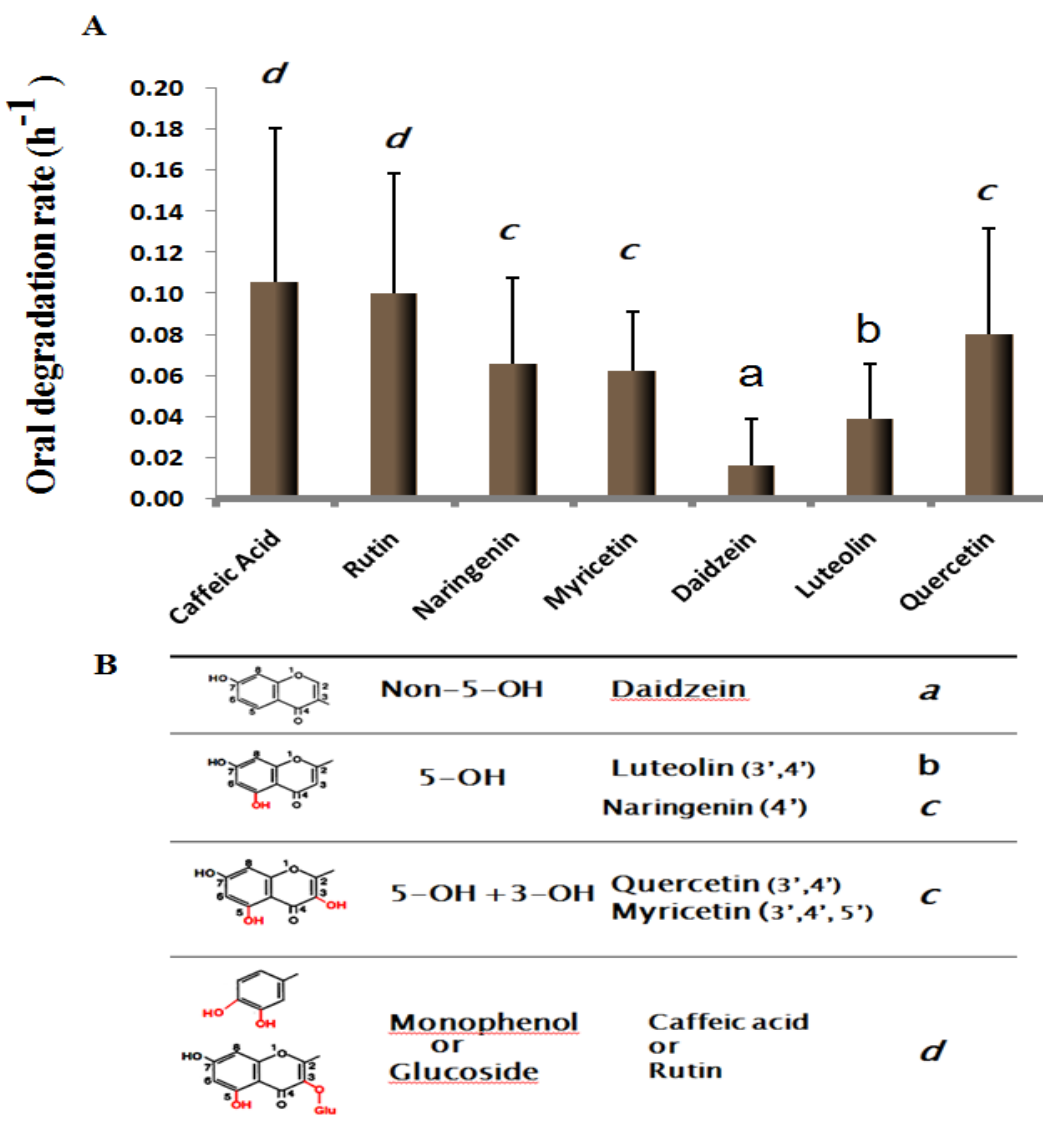 A
Oral degradation rate (h-1)
d
d
c
c
a
b
c
0.20
0.18
0.16
0.14
0.12
0.10
0.08
0.06
0.04
0.02
0.00
Caffeic Acid
Rutin
Naringenin
Myricetin
Daidzein
Luteolin
Quercetin
B
HO 8 1 O 7 2 6 3 5 4 O
Non-5-OH
Daidzein
a
HO 8 1 O 7 2 6 3 5 4 OH O
5-OH
Luteolin (3',4')
b
Naringenin (4')
c
HO 8 1 O 7 2 6 3 5 4 OH OH O
5-OH +3-OH
Quercetin (3',4')
Myricetin (3',4', 5')
c
HO OH
HO 8 1 O 7 2 6 3 5 4 O OH O Glu
Monophenol
or
Glucoside
Caffeic acid
or
Rutin
d